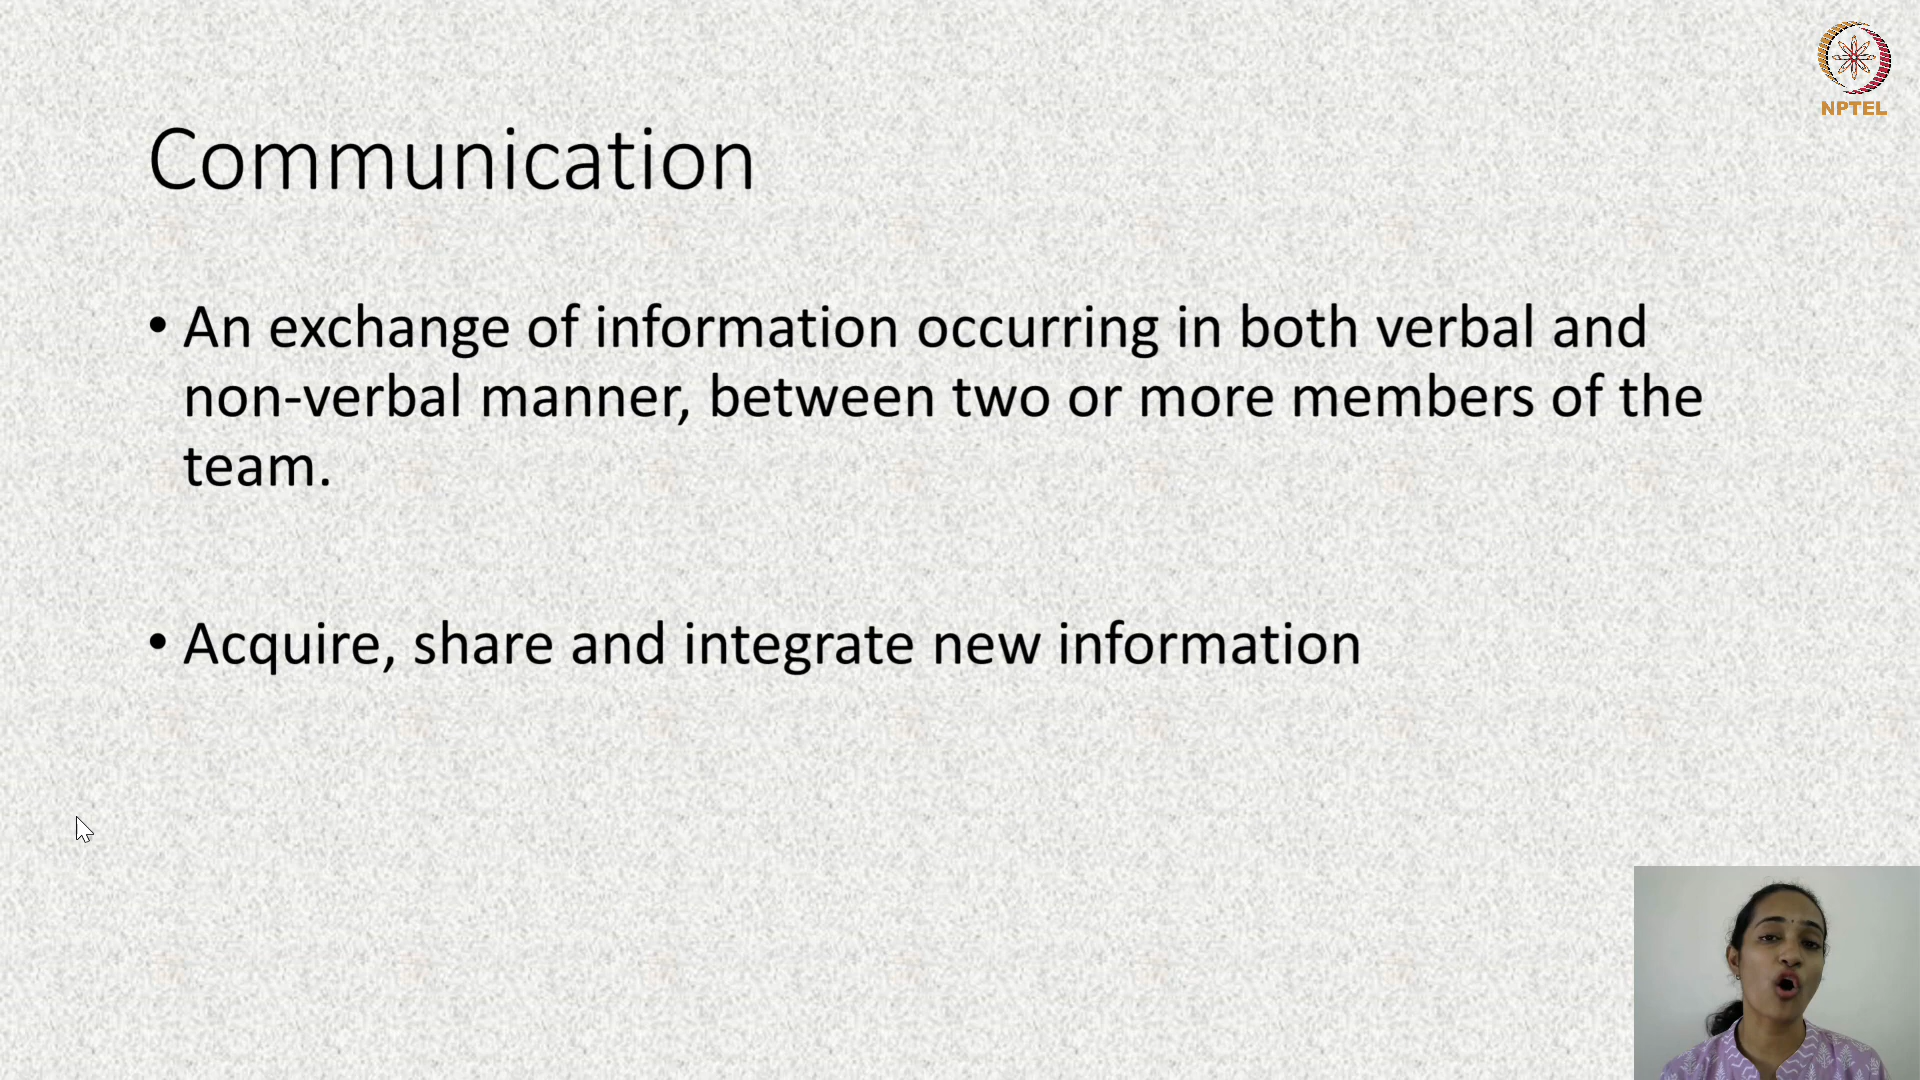 NPTEL
Communication
• An exchange of information occurring in both verbal and
non-verbal manner, between two or more members of the
team.
• Acquire, share and integrate new information